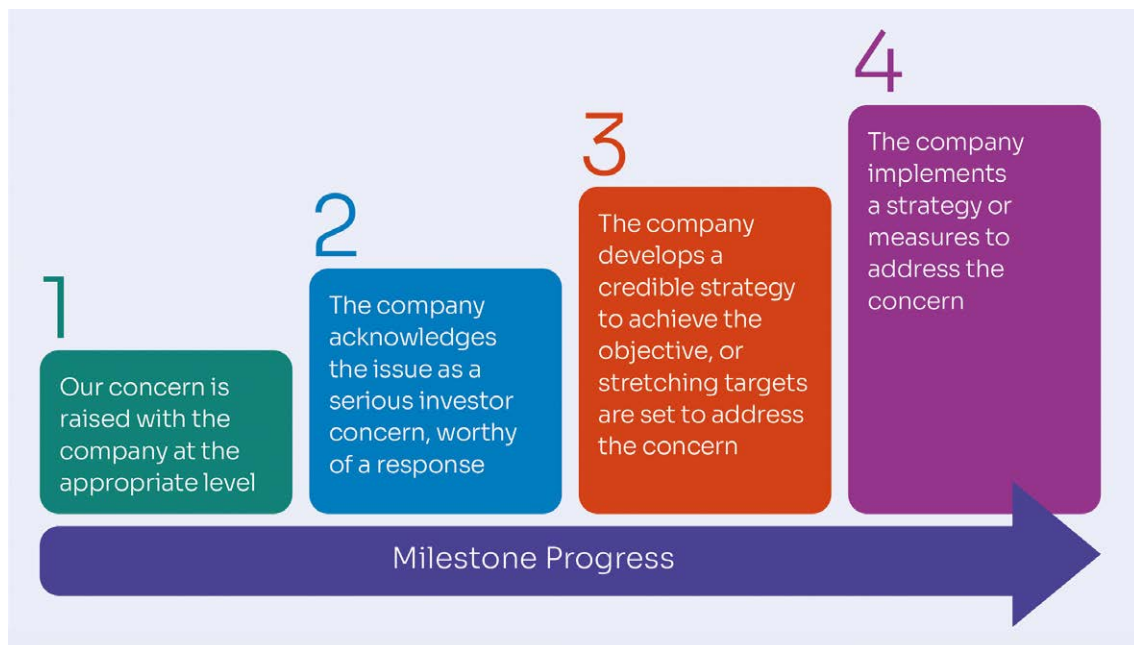 1
Our concern is
raised with the
company at the
appropriate level
2
The company
acknowledges
the issue as a
serious investor
concern, worthy
of a response
3
The company
develops a
credible strategy
to achieve the
objective, or
stretching targets
are set to address
the concern
4
The company
implements
a strategy or
measures to
address the
concern
Milestone Progress